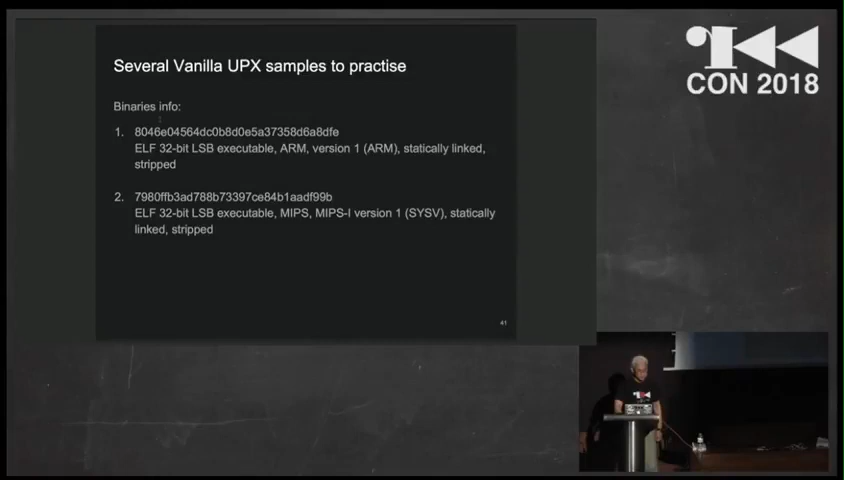 Several Vanilla UPX samples to practise
Binaries info:
1. 8046e04564dc0b8d0e5a37358d6a8dfe
ELF 32-bit LSB executable, ARM, version 1 (ARM), statically linked,
stripped
2. 7980ffb3ad788b73397ce84b1aadf99b
ELF 32-bit LSB executable, MIPS, MIPS-I version 1 (SYSV), statically
linked, stripped
41
CON 2018